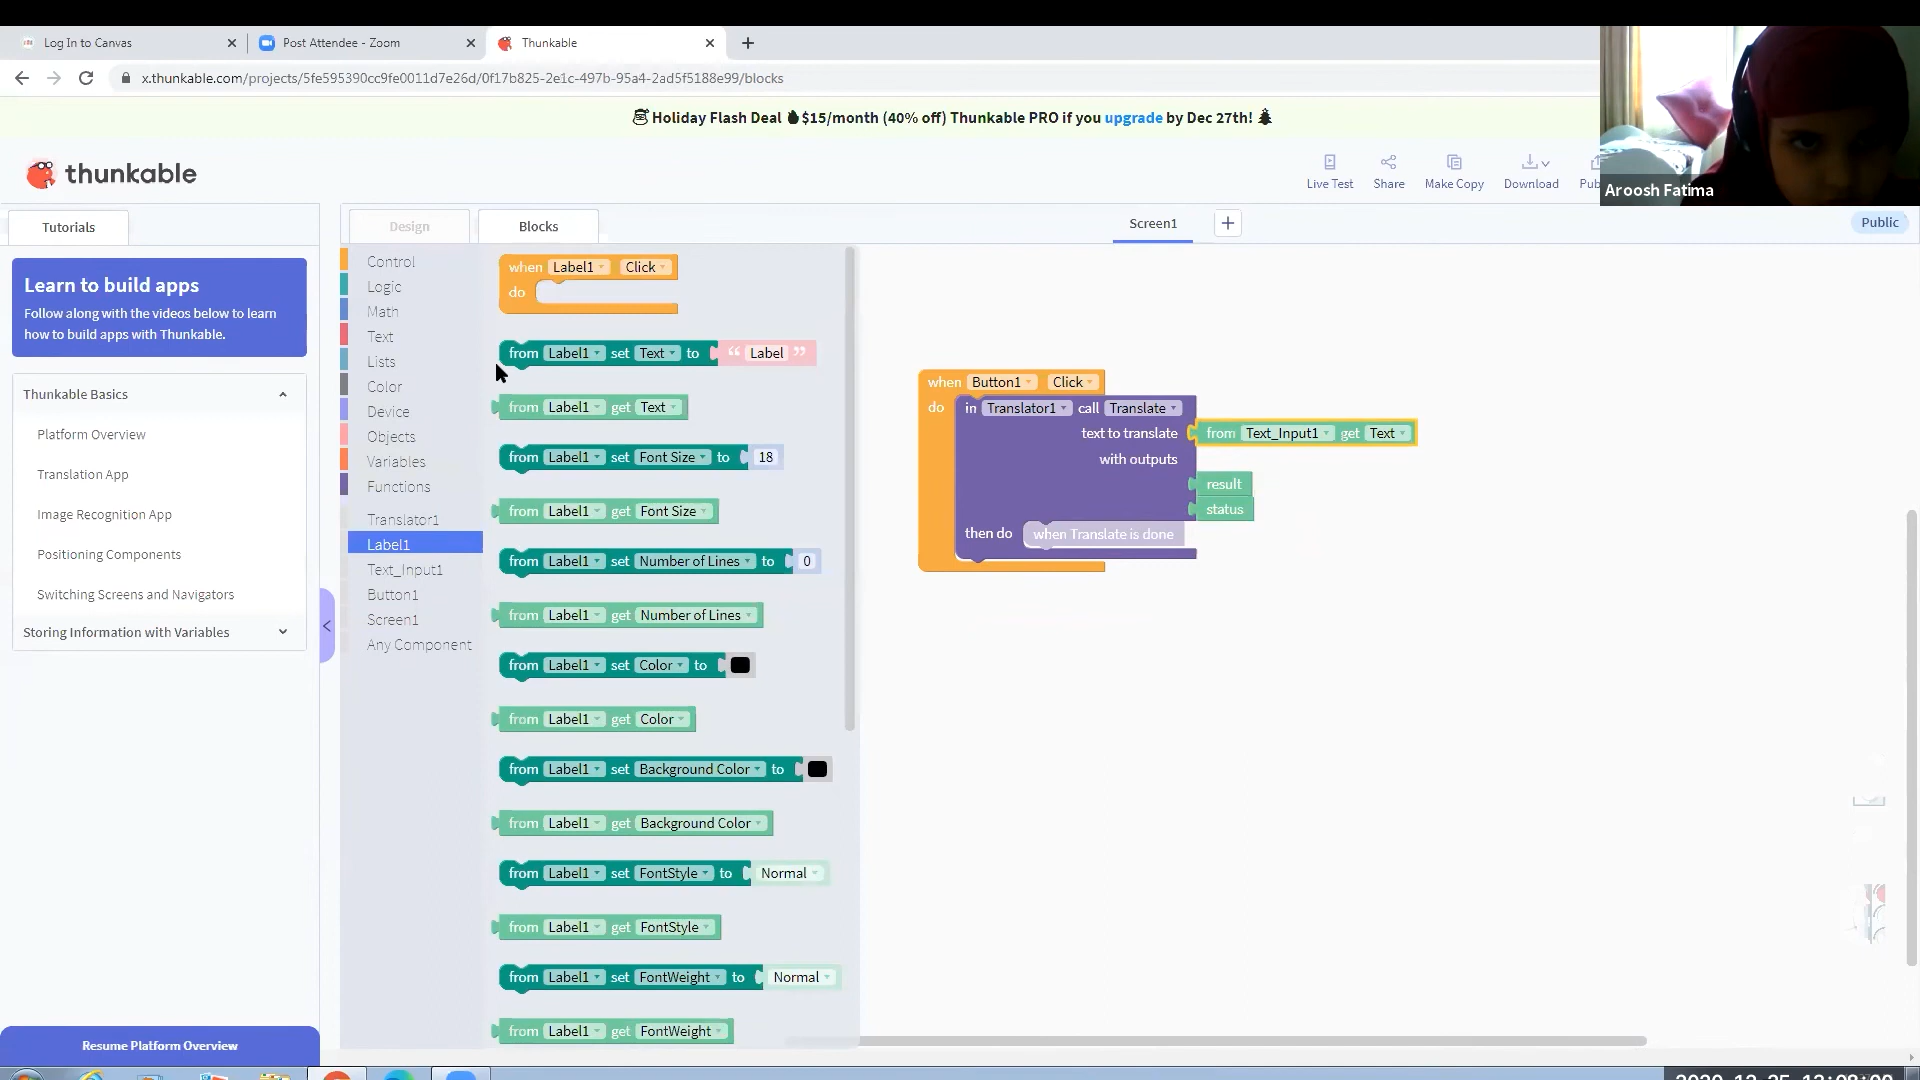 Log In to Canvas
Post Attendee - Zoom
Thunkable
x.thunkable.com/projects/5fe595390cc9fe0011d7e26d/0f17b825-2e1c-497b-95a4-2ad5f5188e99/blocks
Holiday Flash Deal $15/month (40% off) Thunkable PRO if you upgrade by Dec 27th!
thunkable
Live Test
Share
Make Copy
Download
Aroosh Fatima
Tutorials
Design
Blocks
Screen1
Public
Learn to build apps
Follow along with the videos below to learn
how to build apps with Thunkable.
Thunkable Basics
Platform Overview
Translation App
Image Recognition App
Positioning Components
Switching Screens and Navigators
Storing Information with Variables
Resume Platform Overview
Control
Logic
Math
Text
Lists
Color
Device
Objects
Variables
Functions
Translator1
Label1
Text_Input1
Button1
Screen1
Any Component
when Label1 Click
do
from Label1 set Text to “ Label ”
from Label1 get Text
from Label1 set Font Size to 18
from Label1 get Font Size
from Label1 set Number of Lines to 0
from Label1 get Number of Lines
from Label1 set Color to
from Label1 get Color
from Label1 set Background Color to
from Label1 get Background Color
from Label1 set FontStyle to Normal
from Label1 get FontStyle
from Label1 set FontWeight to Normal
from Label1 get FontWeight
when Button1 Click
do in Translator1 call Translate
text to translate from Text_Input1 get Text
with outputs
result
status
then do when Translate is done